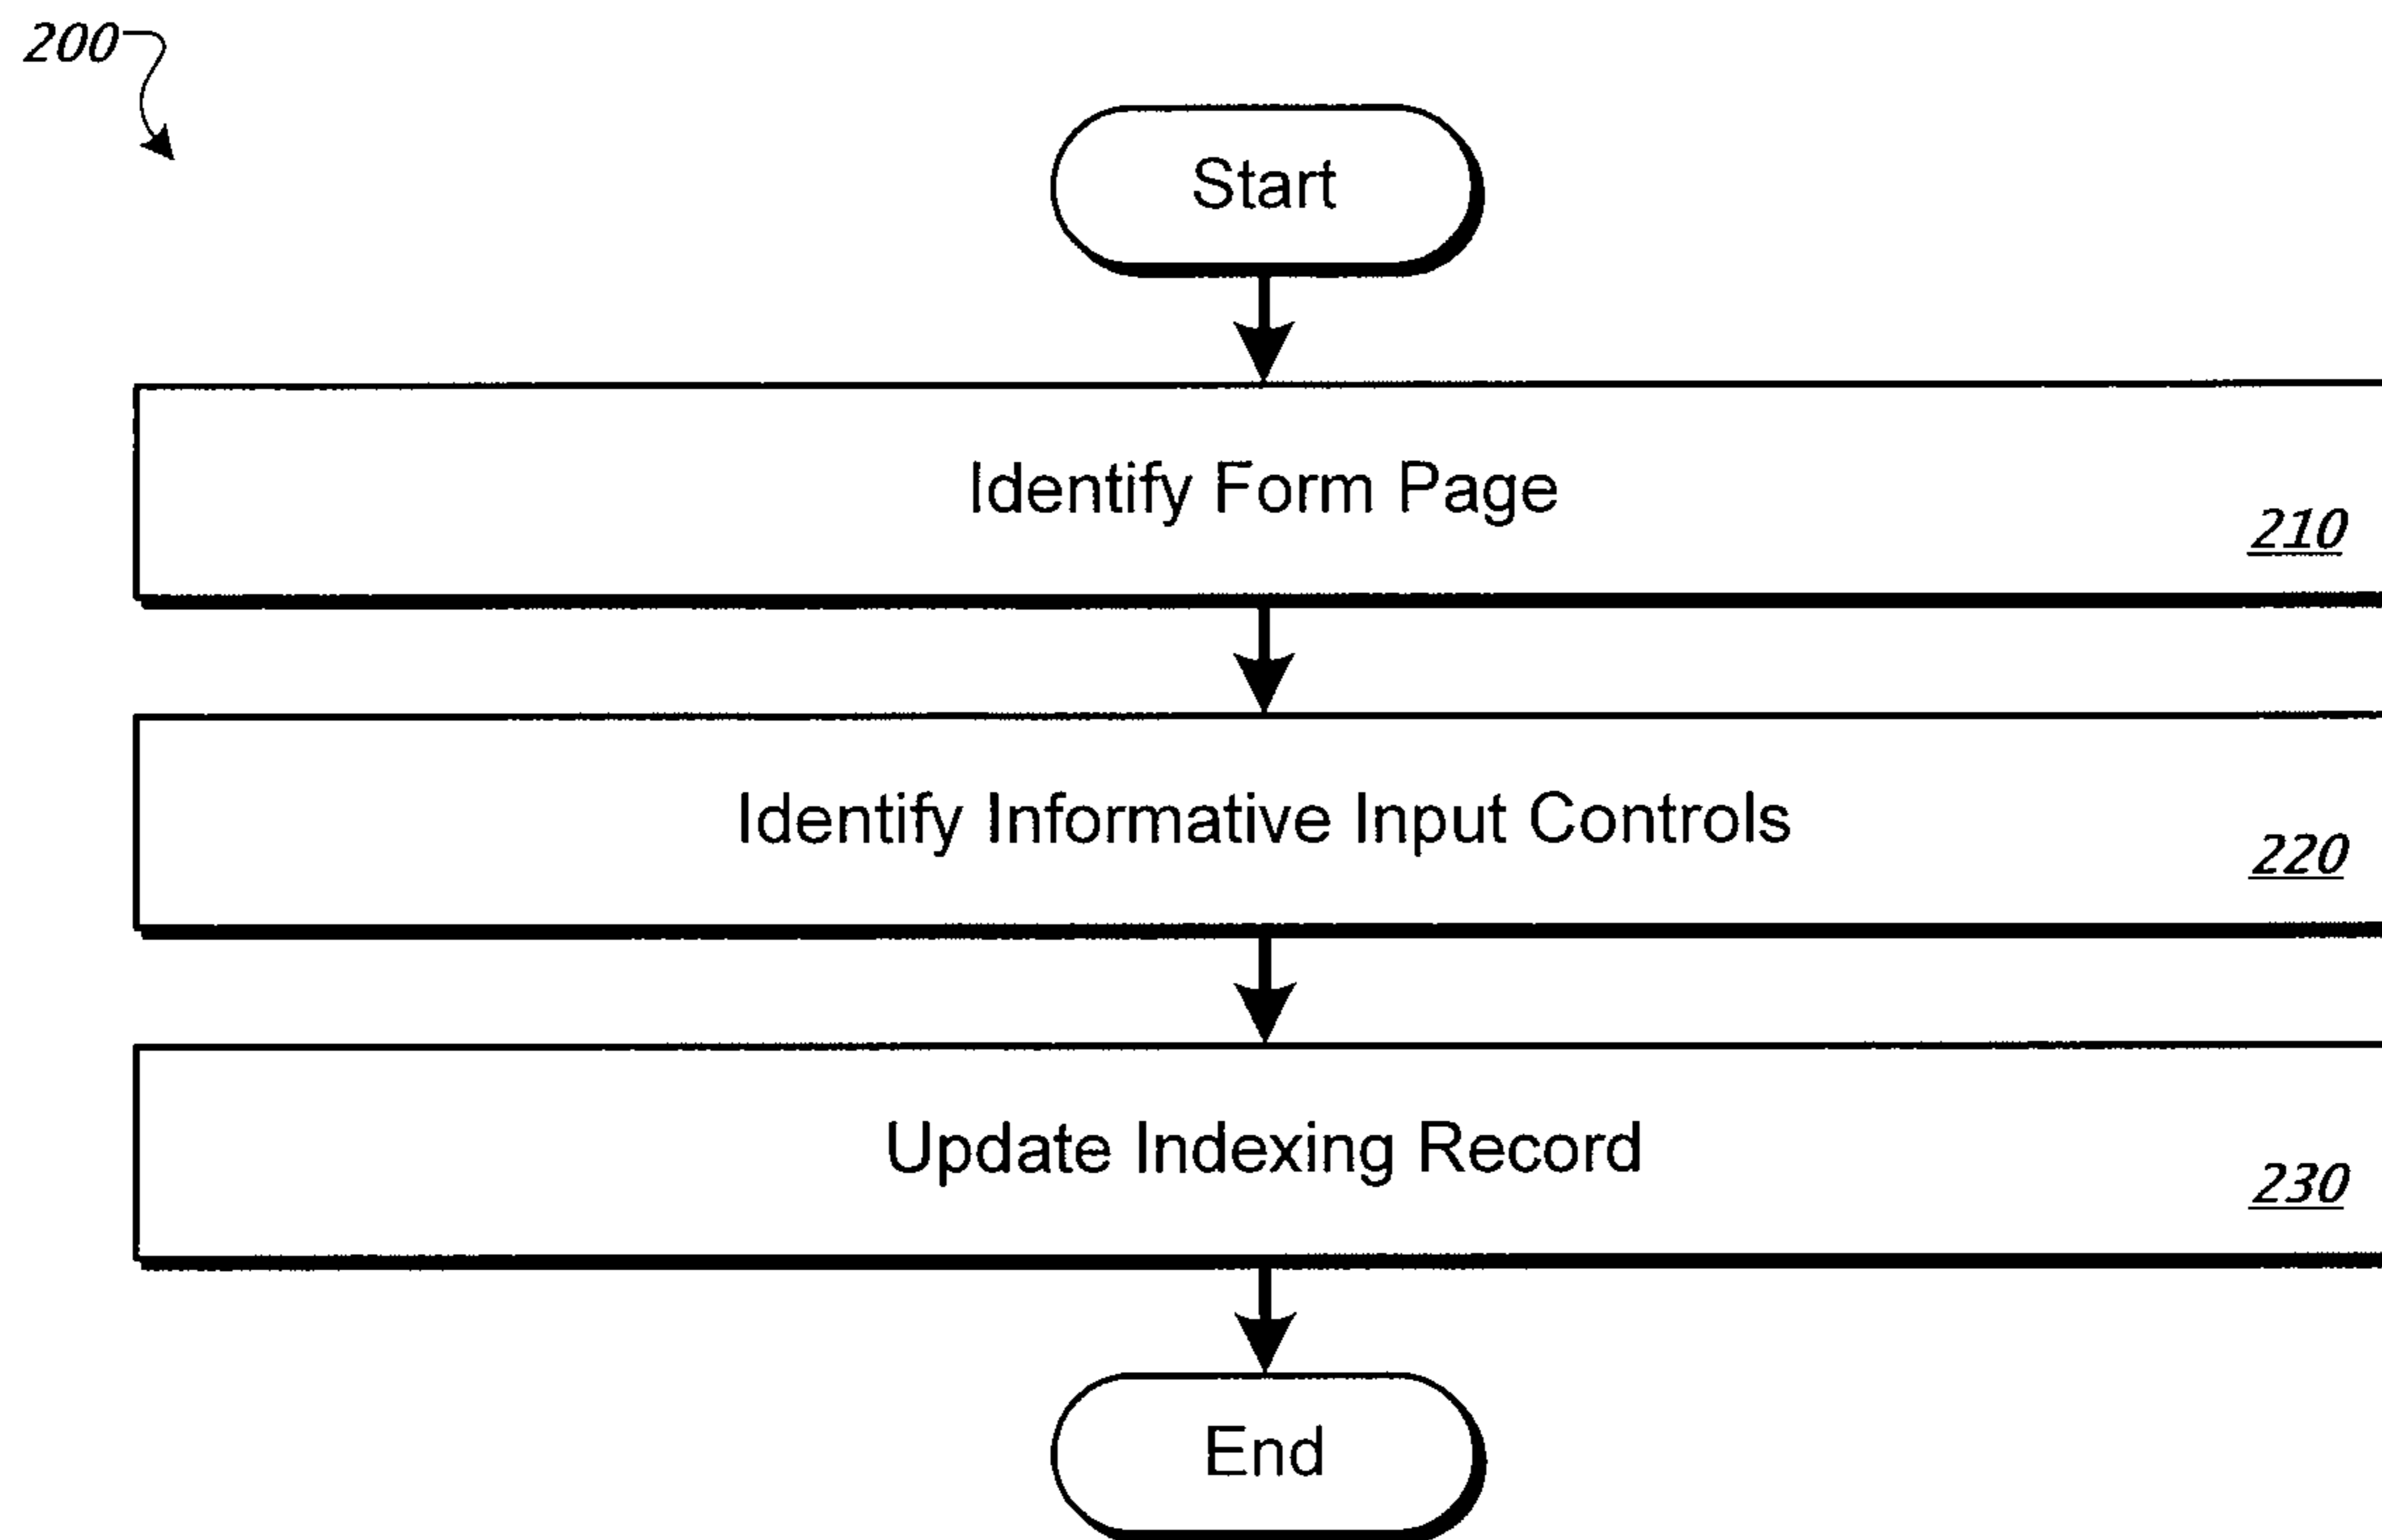 200
Start
Identify Form Page
210
Identify Informative Input Controls
220
Update Indexing Record
230
End